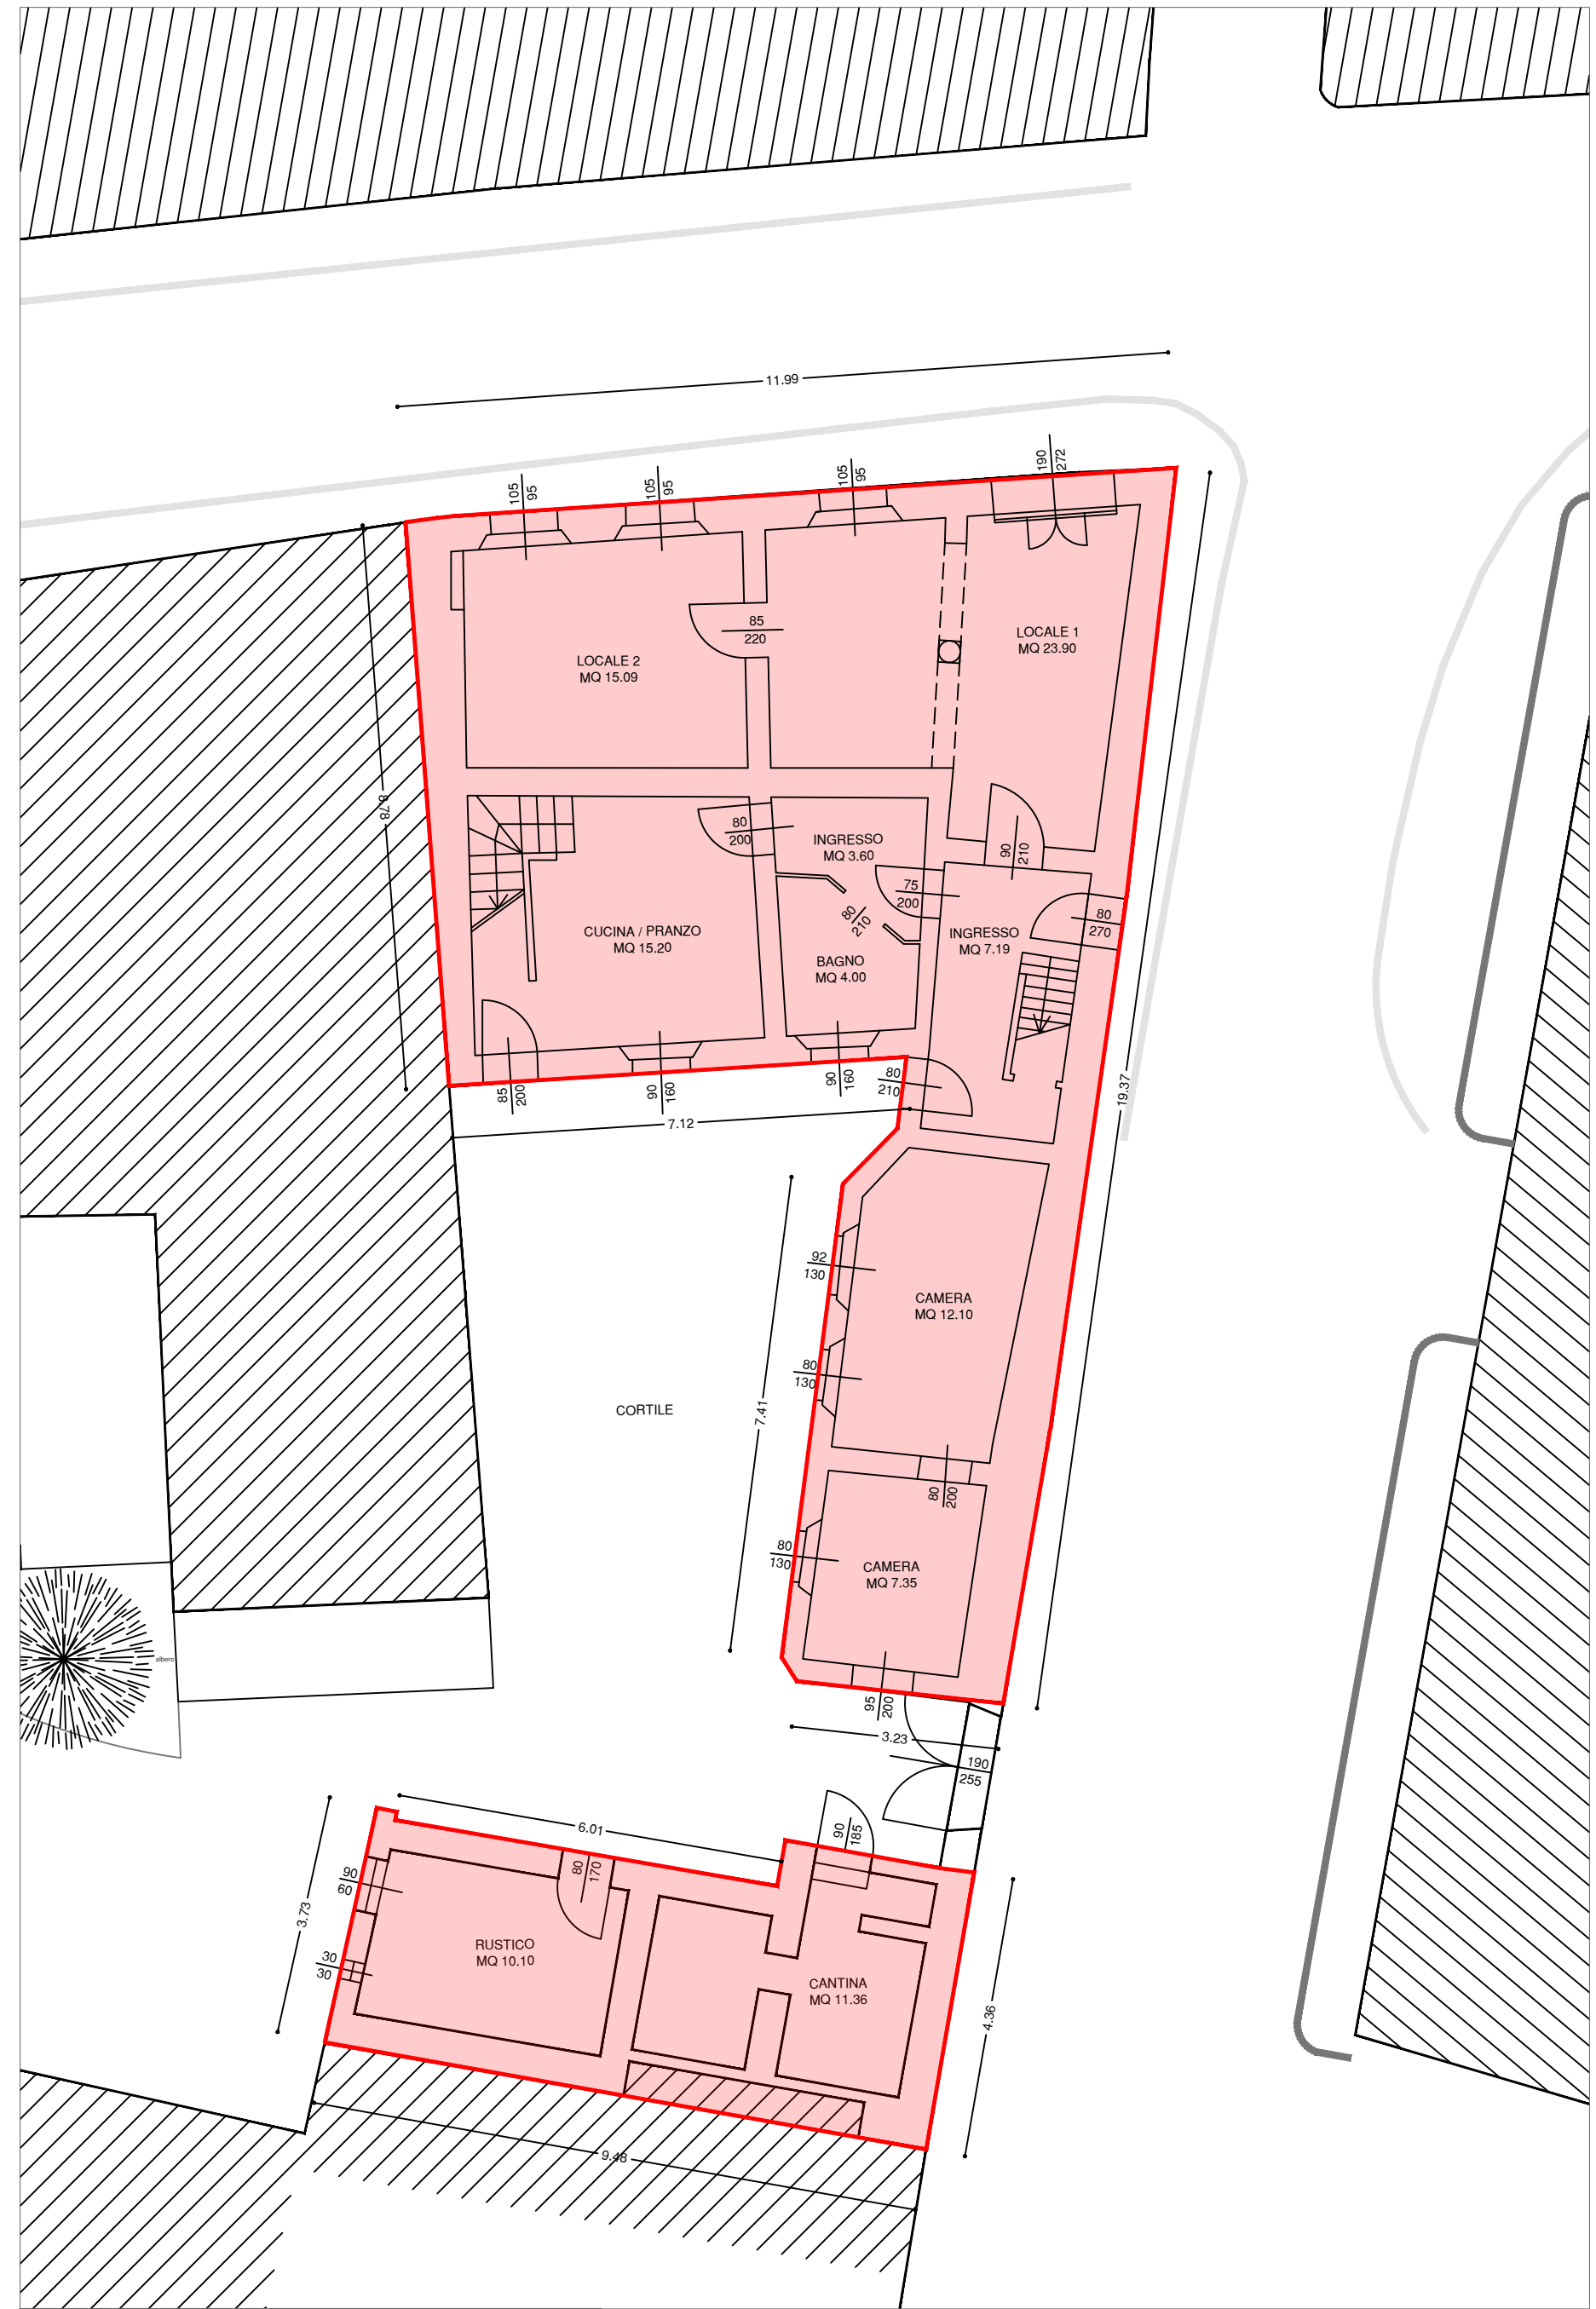 11.99
190
272
105
95
105
95
105
95
85
220
LOCALE 1
MQ 23.90
LOCALE 2
MQ 15.09
8.78
80
200
INGRESSO
MQ 3.60
90
210
75
200
80
210
80
270
INGRESSO
MQ 7.19
CUCINA / PRANZO
MQ 15.20
BAGNO
MQ 4.00
85
200
90
160
90
160
80
210
19.37
7.12
92
130
CAMERA
MQ 12.10
80
130
7.41
CORTILE
80
200
80
130
CAMERA
MQ 7.35
albero
95
200
3.23
190
255
6.01
90
185
80
170
90
60
3.73
RUSTICO
MQ 10.10
30
30
CANTINA
MQ 11.36
4.36
9.48